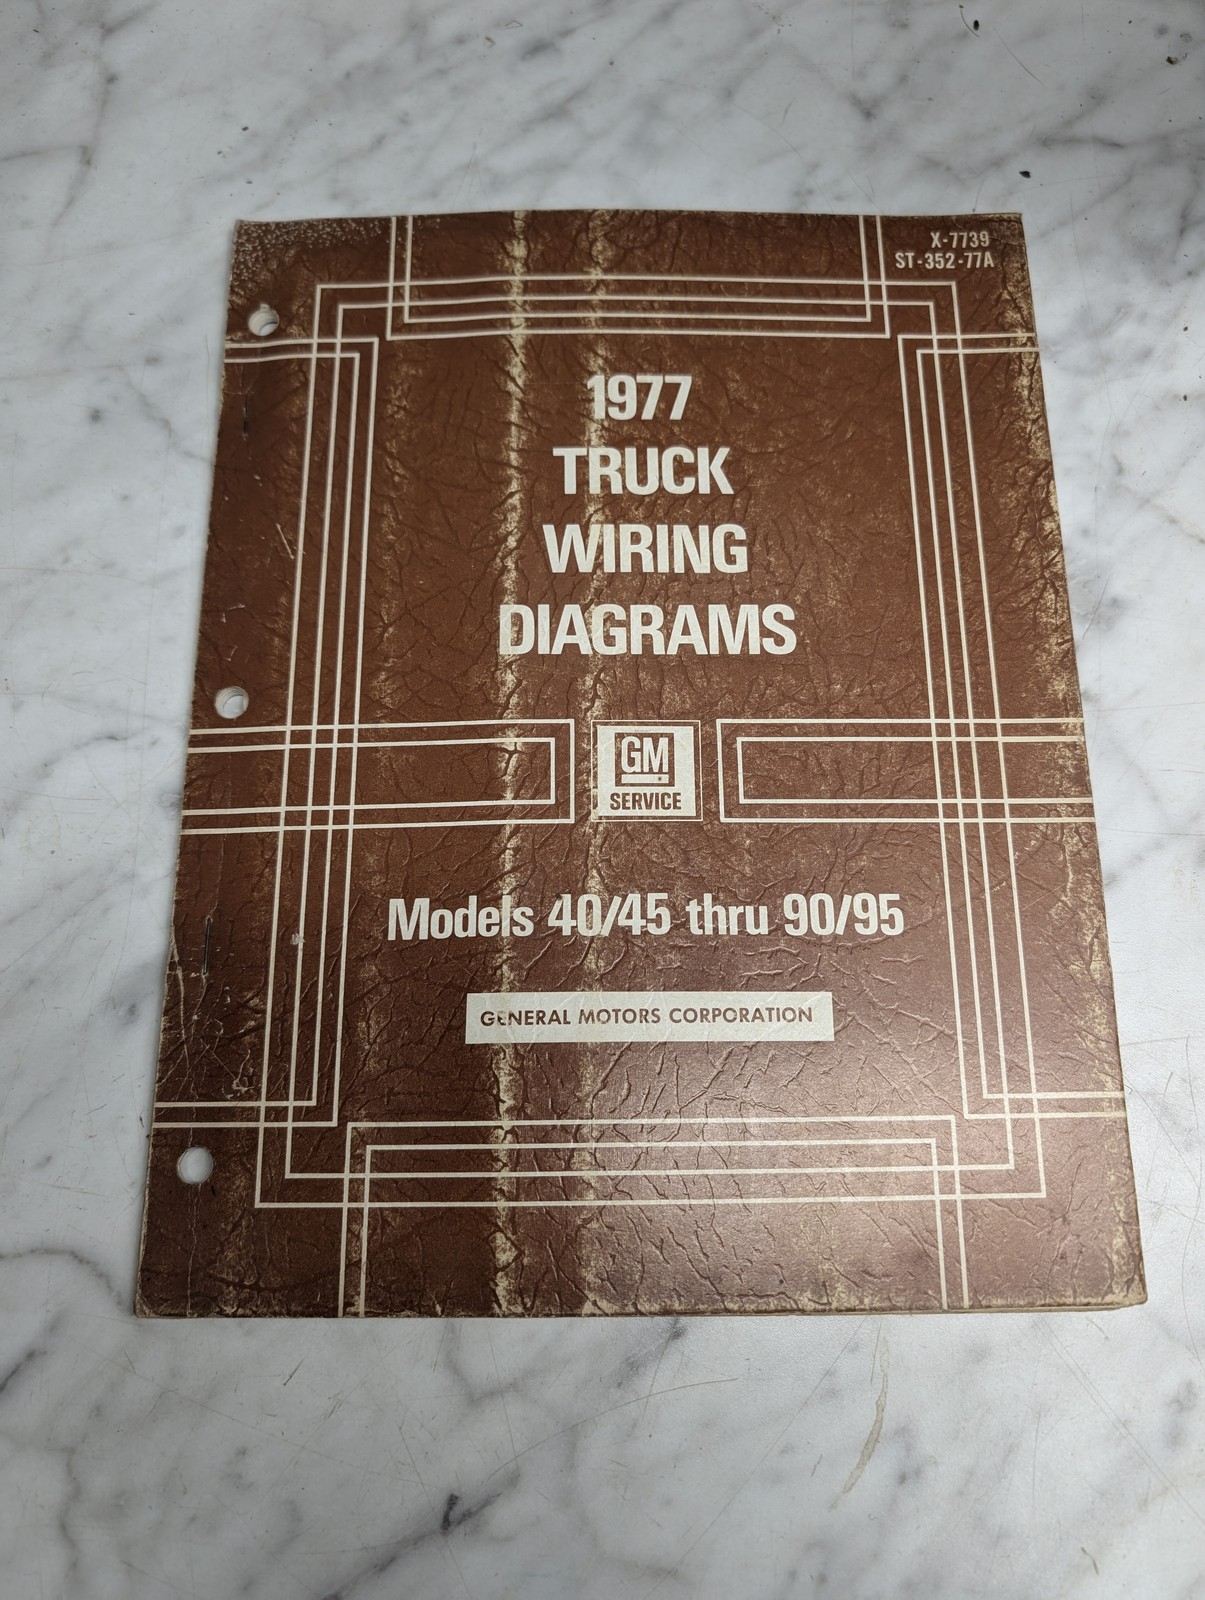 X-7739
ST-352-77A
1977
TRUCK
WIRING
DIAGRAMS
GM
SERVICE
Models 40/45 thru 90/95
GENERAL MOTORS CORPORATION